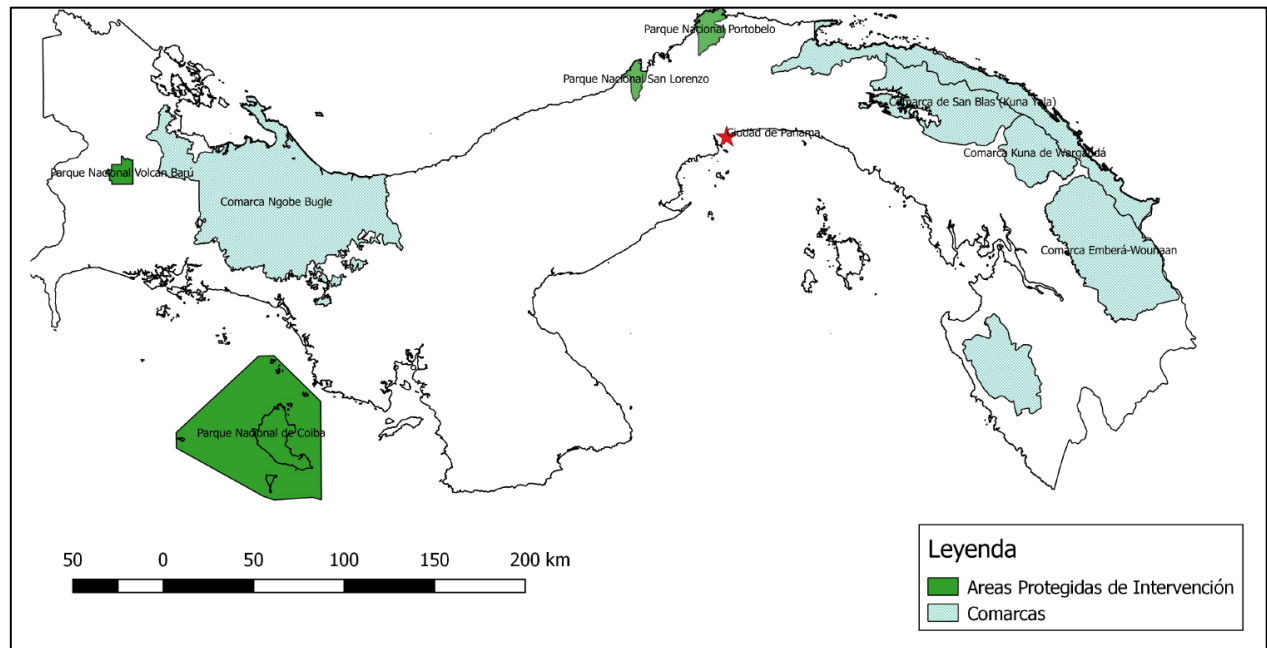 Parque Nacional Portobelo
Parque Nacional San Lorenzo
Comarca de San Blas (Kuna Yala)
Ciudad de Panama
Comarca Kuna de Wargandá
Parque Nacional Volcán Barú
Comarca Ngobe Bugle
Comarca Emberá-Wounaan
Parque Nacional de Coiba
50 0 50 100 150 200 km
Leyenda
Areas Protegidas de Intervención
Comarcas